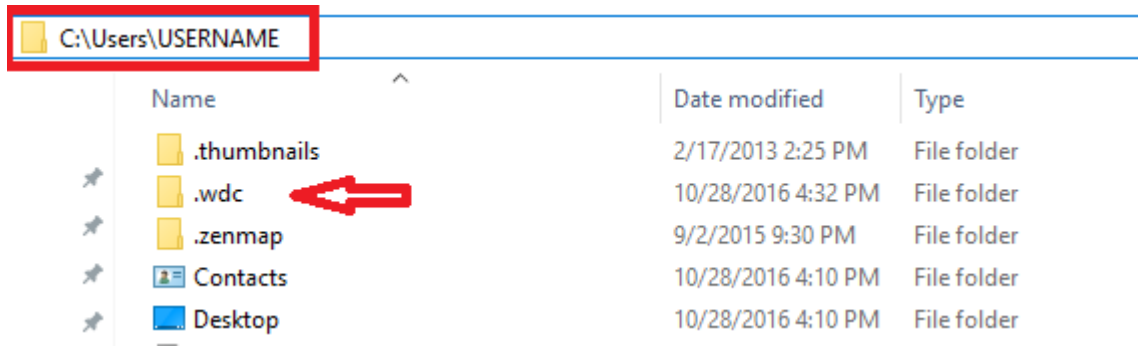 C:\Users\USERNAME
Name Date modified Type
.thumbnails 2/17/2013 2:25 PM File folder
.wdc 10/28/2016 4:32 PM File folder
.zenmap 9/2/2015 9:30 PM File folder
Contacts 10/28/2016 4:10 PM File folder
Desktop 10/28/2016 4:10 PM File folder